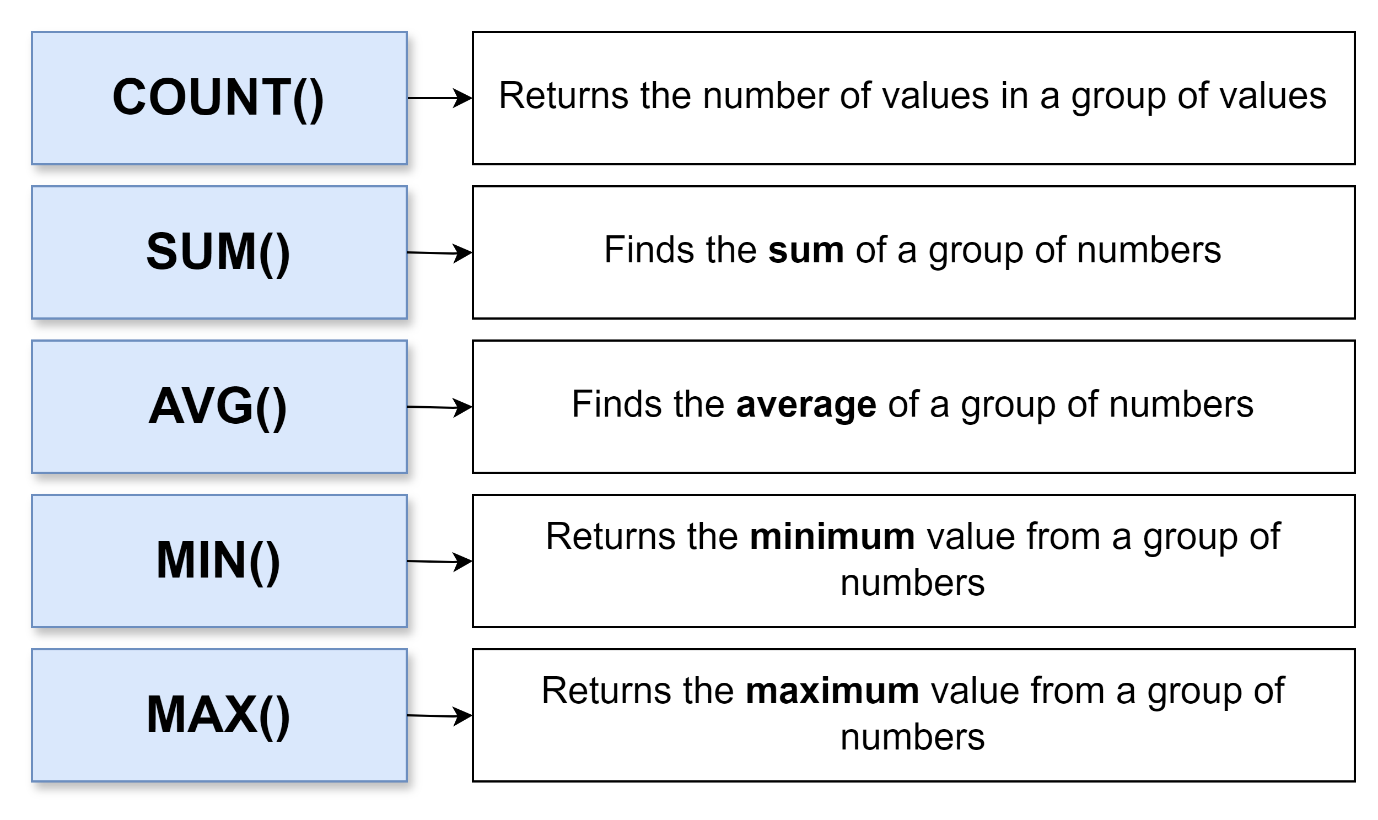 COUNT()
Returns the number of values in a group of values
SUM()
Finds the sum of a group of numbers
AVG()
Finds the average of a group of numbers
MIN()
Returns the minimum value from a group of
numbers
MAX()
Returns the maximum value from a group of
numbers